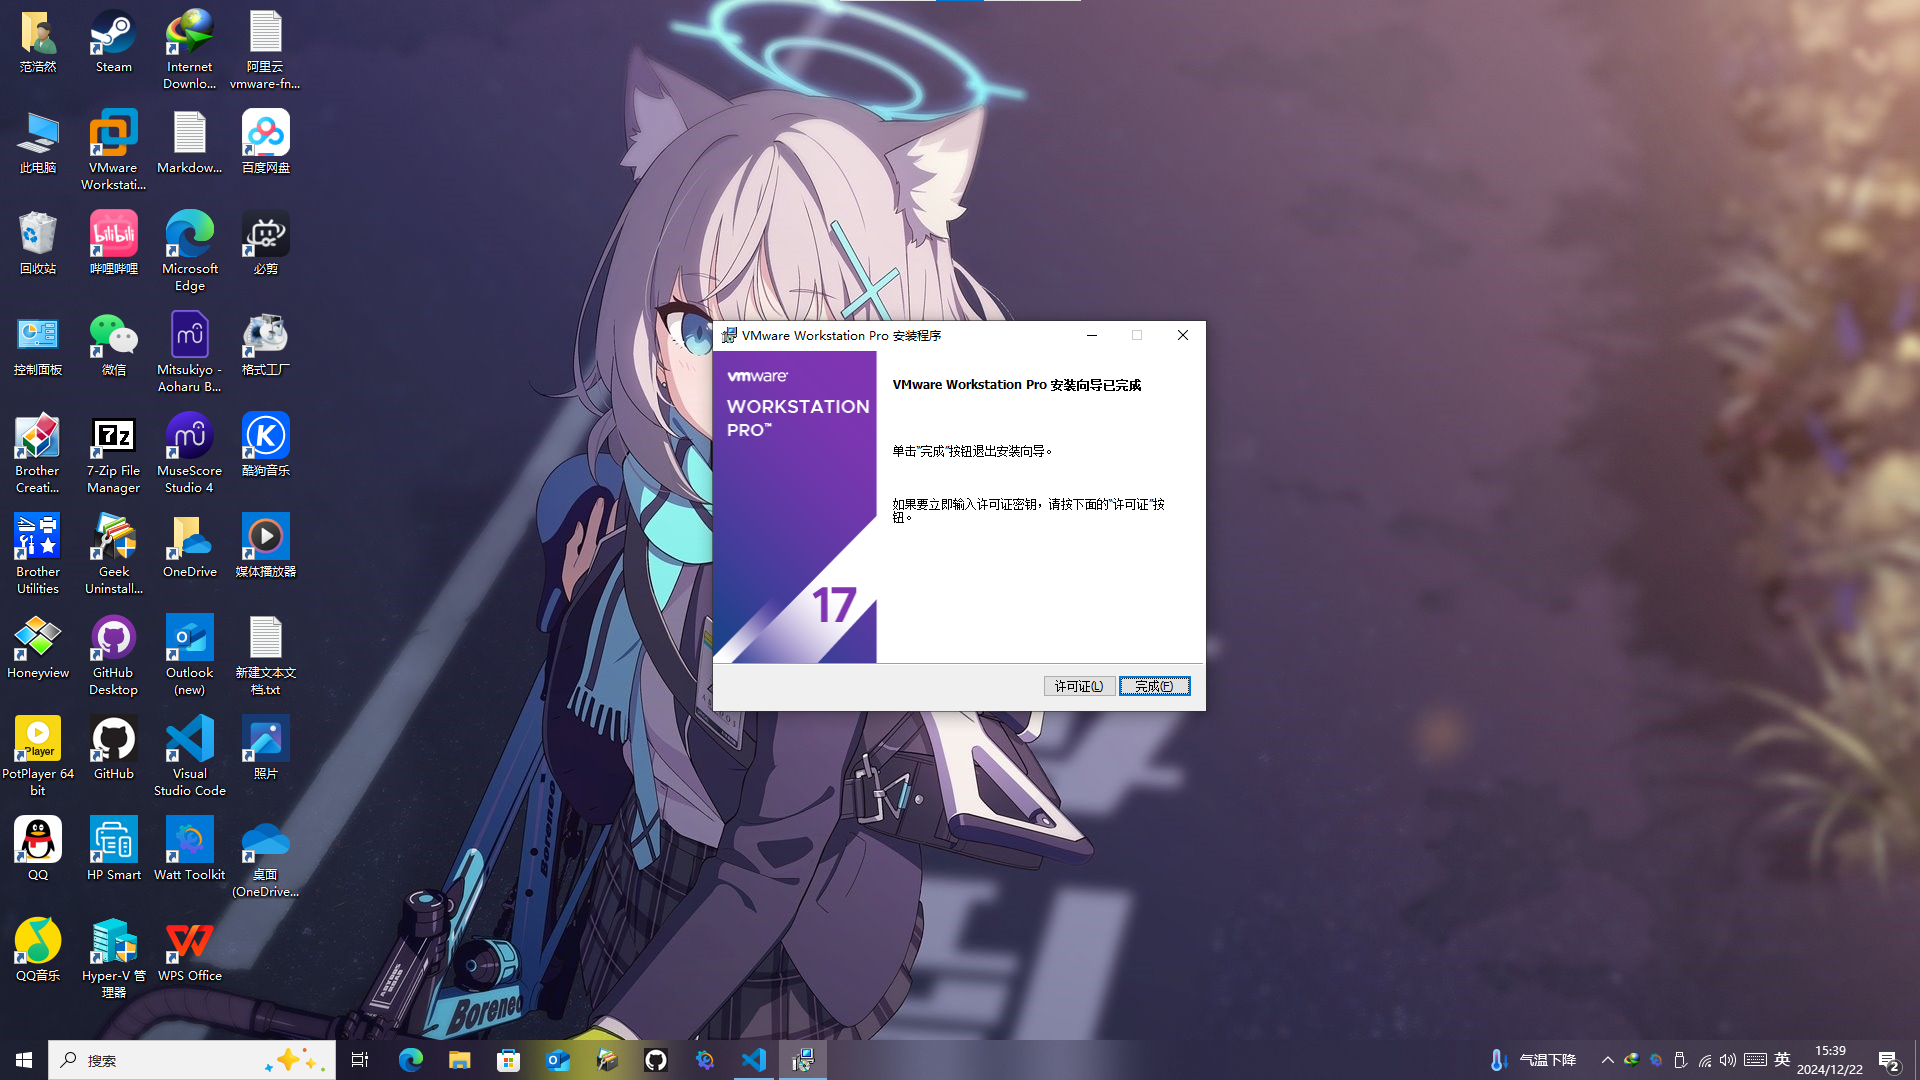 范浩然
Steam
Internet
Downlo...
阿里云
vmware-fn...
此电脑
VMware
Workstati...
Markdow...
百度网盘
回收站
bilibili
哔哩哔哩
Microsoft
Edge
必剪
控制面板
微信
Mitsukiyo -
Aoharu B...
格式工厂
Brother
Creati...
7z
7-Zip File
Manager
MuseScore
Studio 4
酷狗音乐
Brother
Utilities
Geek
Uninstall...
OneDrive
媒体播放器
Honeyview
GitHub
Desktop
Outlook
(new)
新建文本文
档.txt
Player
PotPlayer 64
bit
GitHub
Visual
Studio Code
照片
QQ
HP Smart
Watt Toolkit
桌面
(OneDrive...
QQ音乐
Hyper-V 管
理器
WPS Office
VMware Workstation Pro 安装程序
vmware
WORKSTATION
PRO™
17
VMware Workstation Pro 安装向导已完成
单击"完成"按钮退出安装向导。
如果要立即输入许可证密钥，请按下面的"许可证"按
钮。
许可证(L)
完成(F)
Boreneo
Boreneo
搜索
气温下降
英
15:39
2024/12/22
2